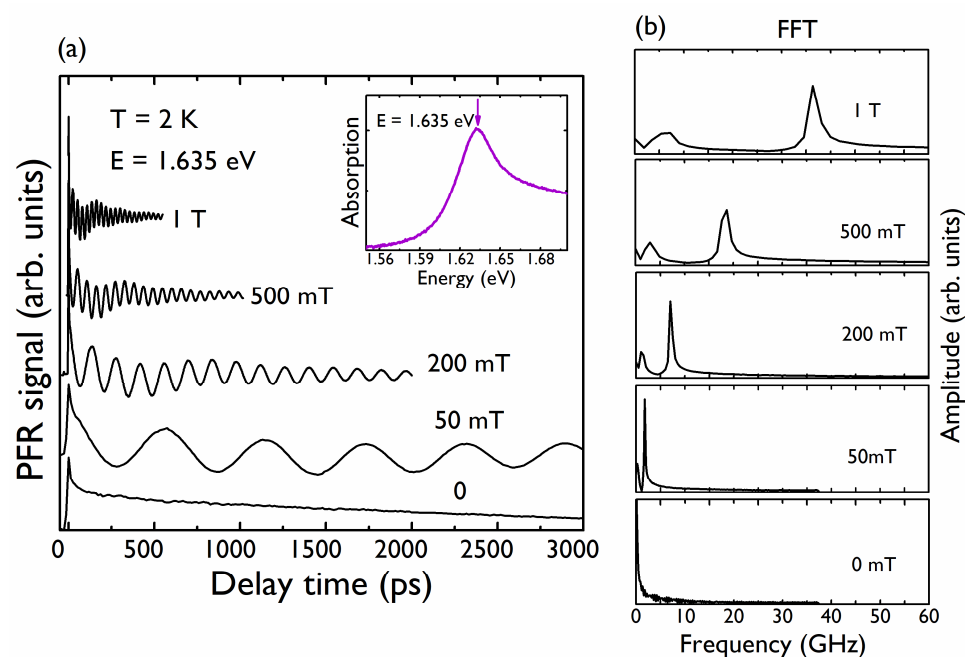 (a)
T = 2 K
E = 1.635 eV
1 T
500 mT
200 mT
50 mT
0
PFR signal (arb. units)
0 500 1000 1500 2000 2500 3000
Delay time (ps)
E = 1.635 eV
Absorption
1.56 1.59 1.62 1.65 1.68
Energy (eV)
(b)
FFT
1 T
500 mT
200 mT
50mT
0 mT
Amplitude (arb. units)
0 10 20 30 40 50 60
Frequency (GHz)